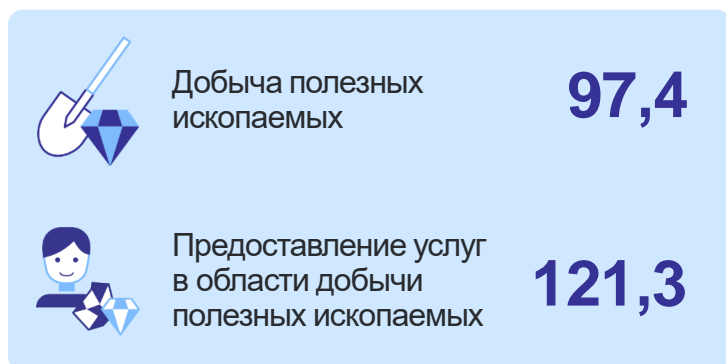 Добыча полезных
ископаемых
97,4
Предоставление услуг
в области добычи
полезных ископаемых
121,3